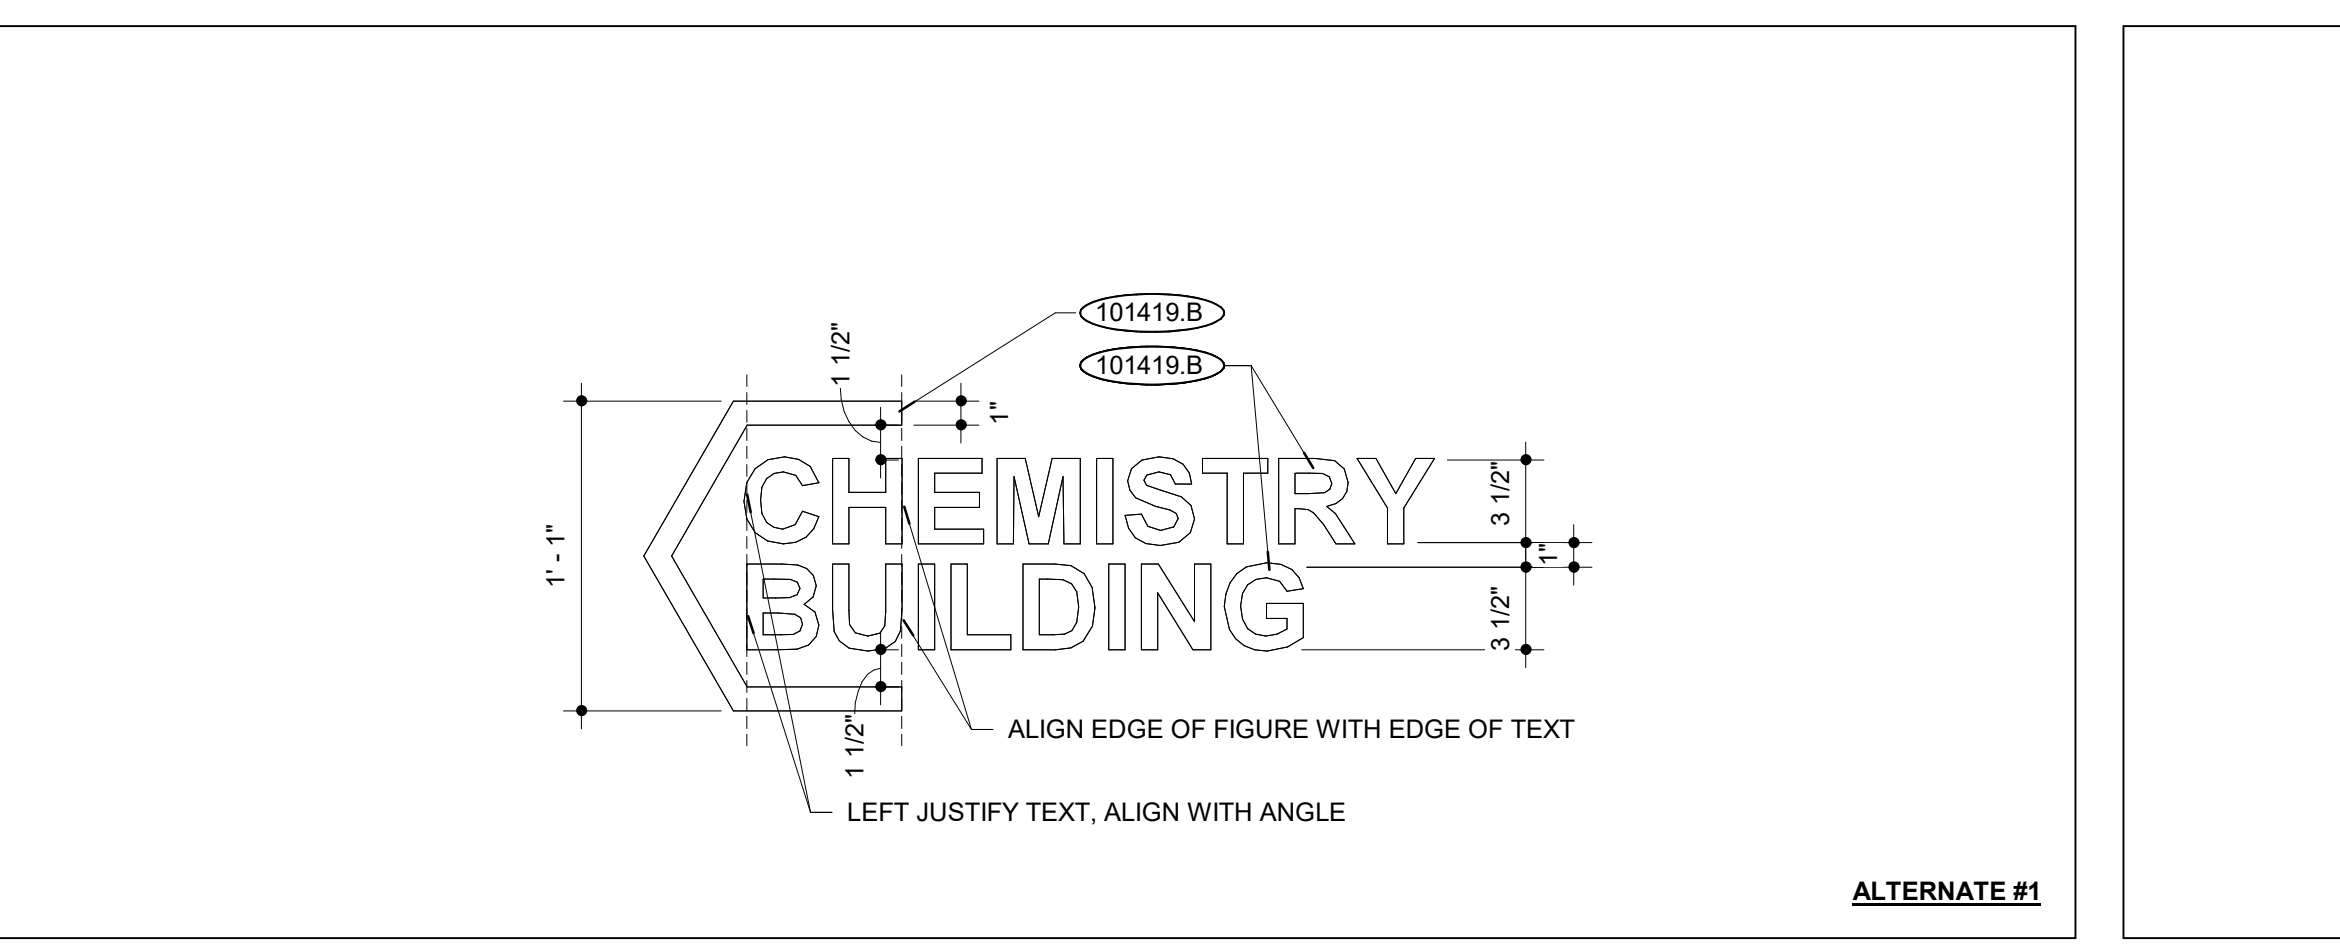 101419.B
101419.B
1 1/2"
1"
CHEMISTRY
BUILDING
1' - 1"
3 1/2"
1"
3 1/2"
1 1/2"
ALIGN EDGE OF FIGURE WITH EDGE OF TEXT
LEFT JUSTIFY TEXT, ALIGN WITH ANGLE
ALTERNATE #1